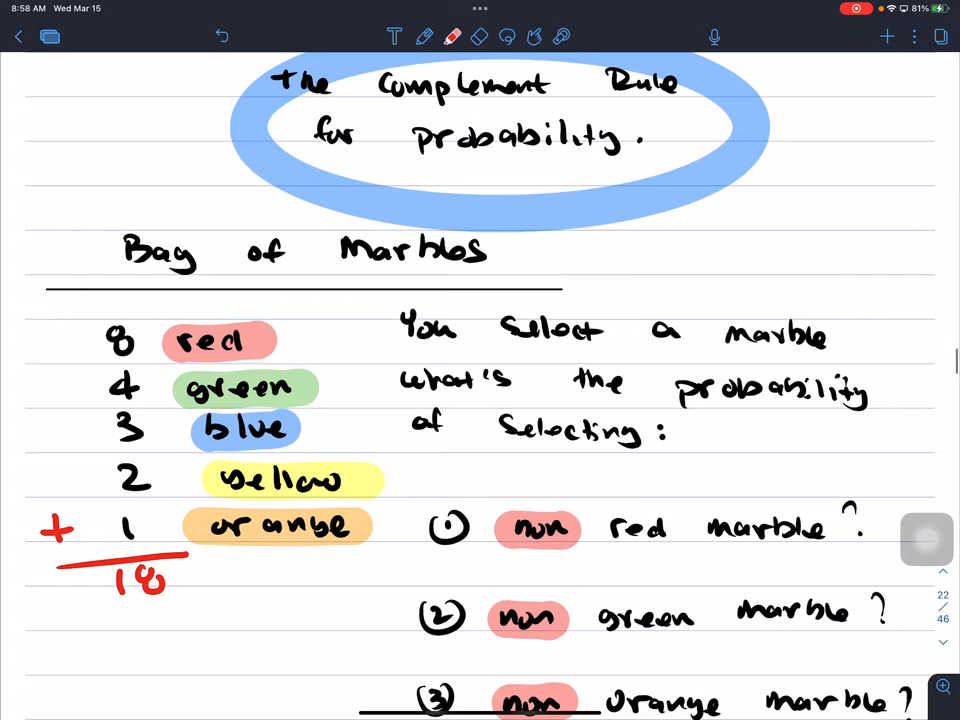 8:58 AM Wed Mar 15
81%
the Complement Rule
for probability.
Bag of Marbles
8 red
4 green
3 blue
2 yellow
+ 1 orange
18
You select a marble
what's the probability
of selecting:
(1) non red marble?
(2) non green marble?
(3) non orange marble?
22
/
46